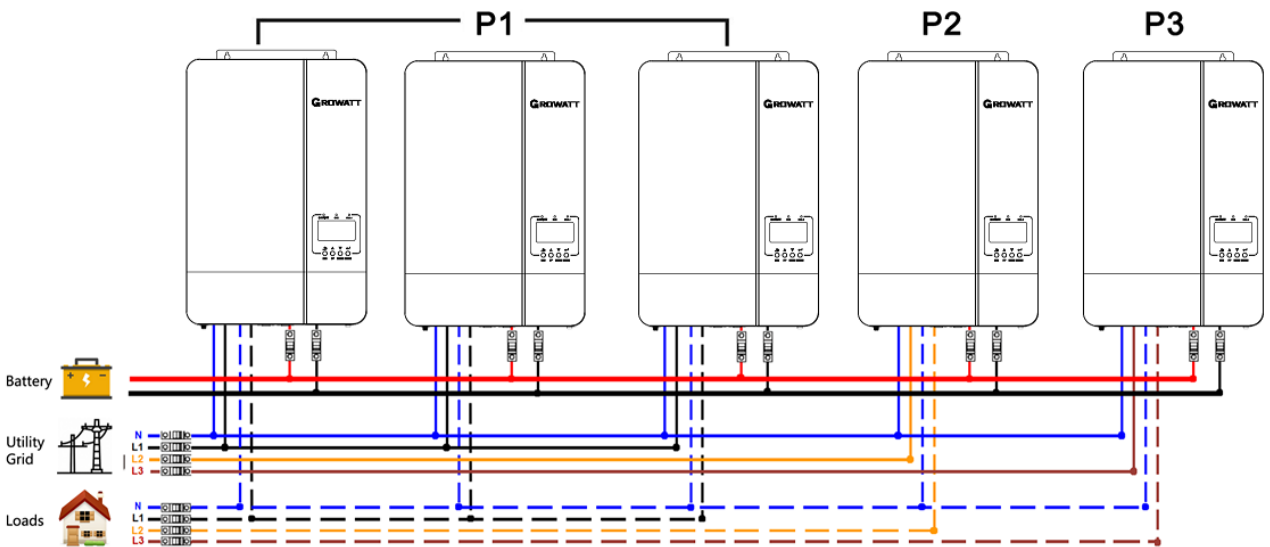 P1
P2
P3
GROWATT
GROWATT
GROWATT
GROWATT
GROWATT
Battery
Utility
Grid
N
L1
L2
L3
Loads
N
L1
L2
L3